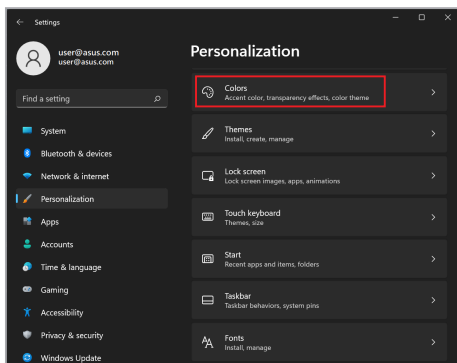 Settings
user@asus.com
user@asus.com
Find a setting
System
Bluetooth & devices
Network & internet
Personalization
Apps
Accounts
Time & language
Gaming
Accessibility
Privacy & security
Windows Update
Personalization
Colors
Accent color, transparency effects, color theme
Themes
Install, create, manage
Lock screen
Lock screen images, apps, animations
Touch keyboard
Themes, size
Start
Recent apps and items, folders
Taskbar
Taskbar behaviors, system pins
Fonts
Install, manage